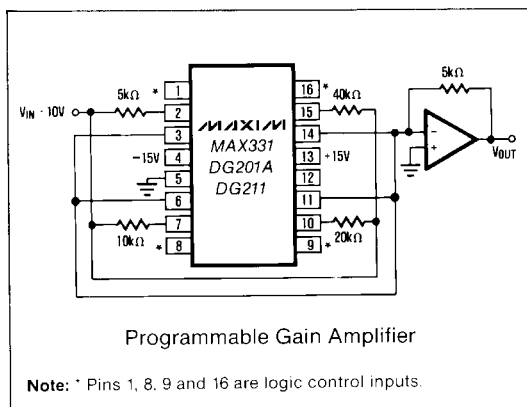 5kΩ
*
1
16
*
40kΩ
5kΩ
VIN - 10V
2
15
3
MAXIM
14
-
MAX331
-15V
4
DG201A
13
+15V
+
VOUT
5
DG211
12
6
11
10kΩ
7
10
20kΩ
*
8
9
*
Programmable Gain Amplifier
Note: * Pins 1, 8, 9 and 16 are logic control inputs.